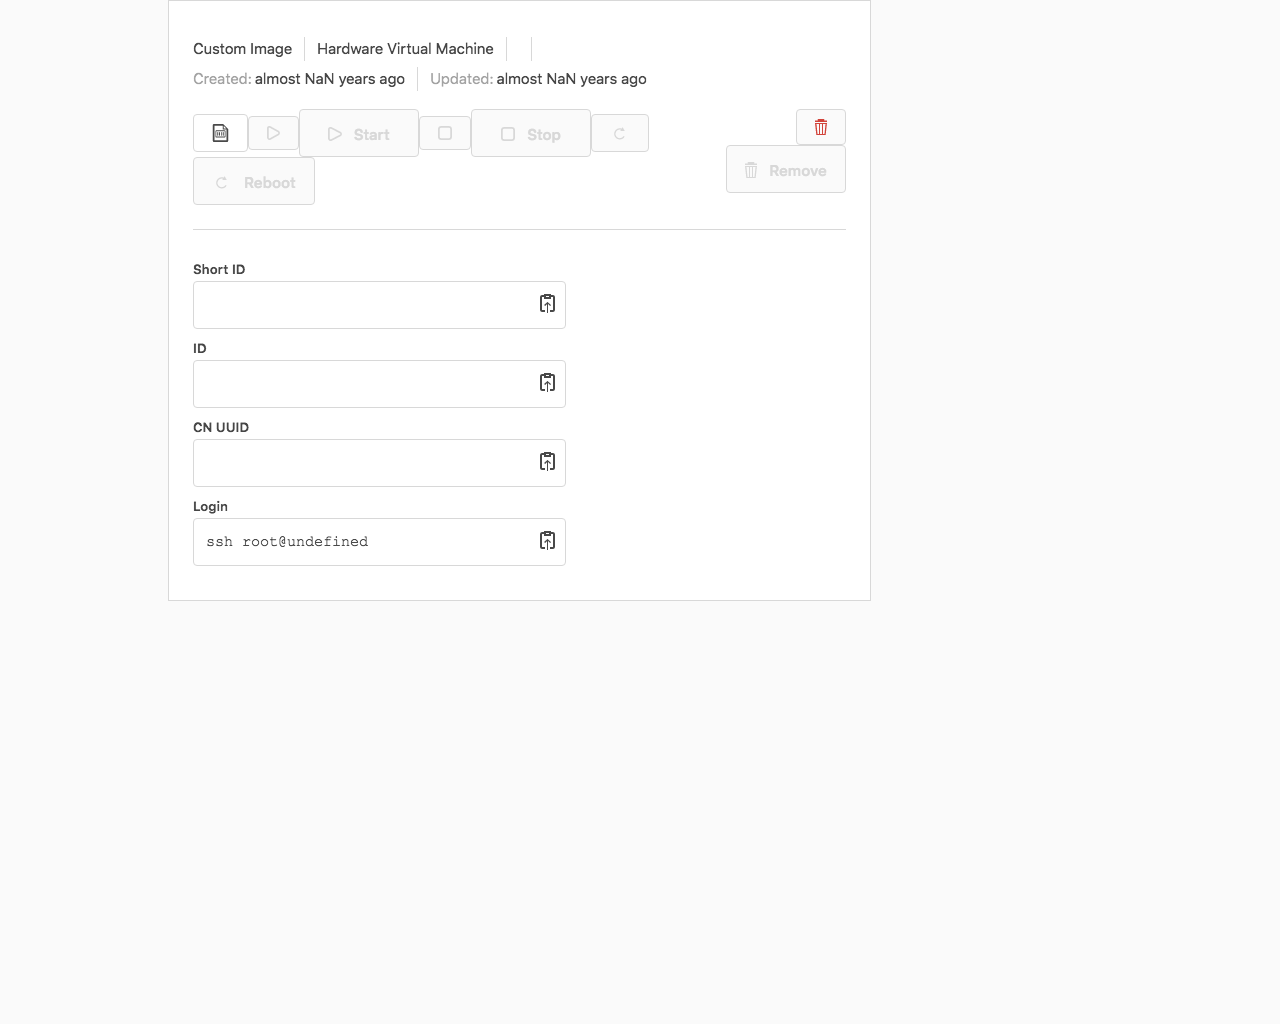 Custom Image Hardware Virtual Machine
Created: almost NaN years ago Updated: almost NaN years ago
Start Stop
Reboot Remove
Short ID
ID
CN UUID
Login
ssh root@undefined